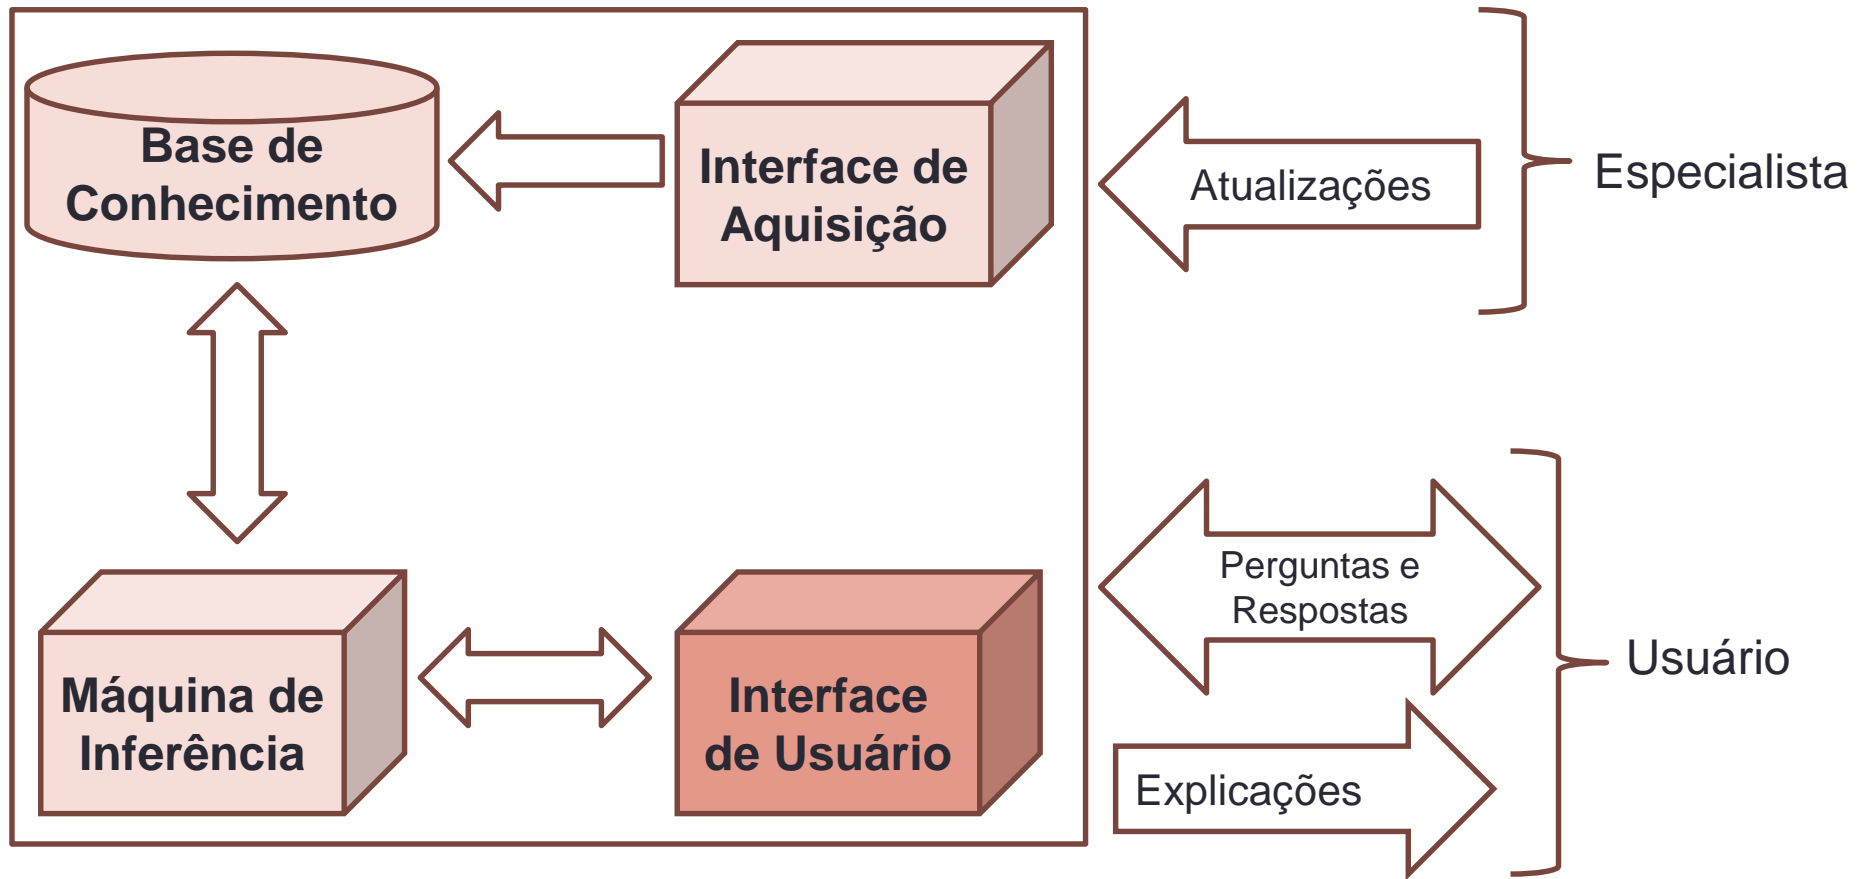 Base de
Conhecimento
Interface de
Aquisição
Atualizações
Especialista
Máquina de
Inferência
Interface
de Usuário
Perguntas e
Respostas
Explicações
Usuário